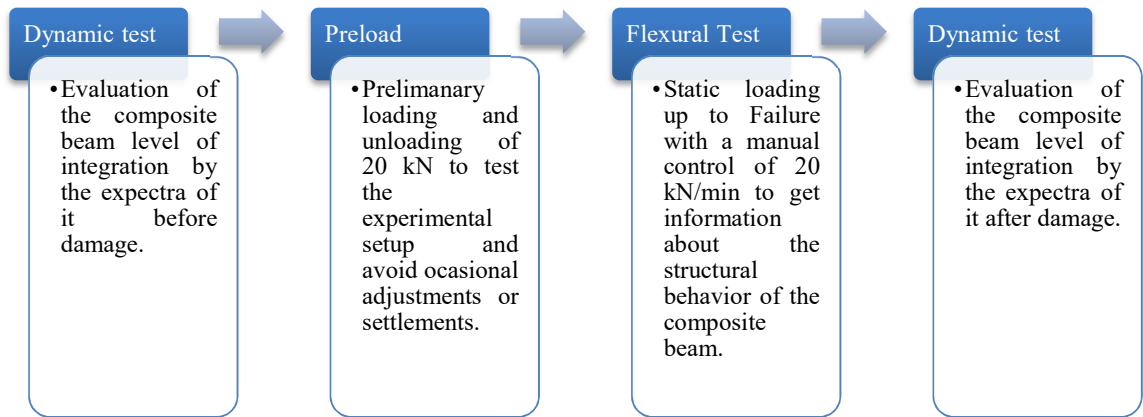 Dynamic test
•Evaluation of
the composite
beam level of
integration by
the expectra of
it before
damage.
Preload
•Prelimanary
loading and
unloading of
20 kN to test
the
experimental
setup and
avoid ocasional
adjustments or
settlements.
Flexural Test
•Static loading
up to Failure
with a manual
control of 20
kN/min to get
information
about the
structural
behavior of the
composite
beam.
Dynamic test
•Evaluation of
the composite
beam level of
integration by
the expectra of
it after damage.